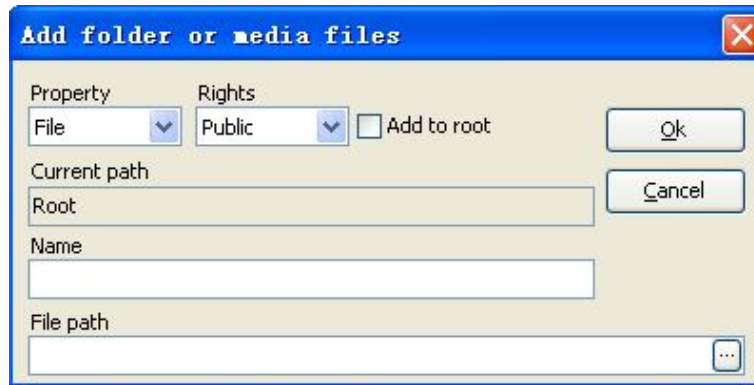 Add folder or media files
Property Rights
File Public Add to root
Ok
Current path
Cancel
Root
Name
File path
...